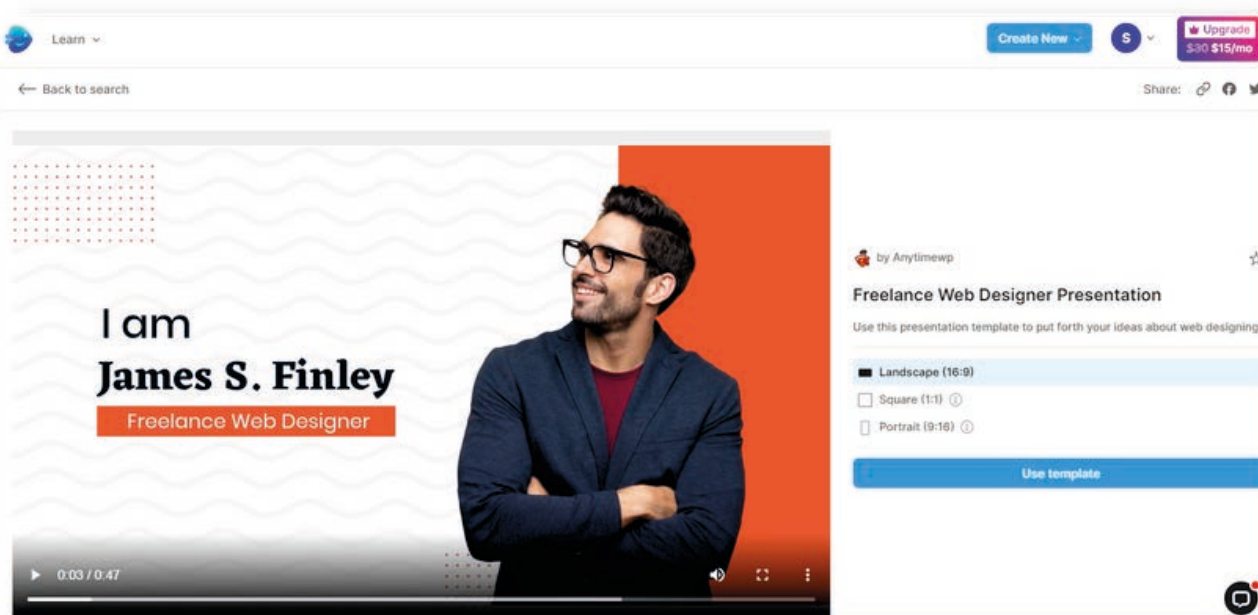 Learn
Create New
S
Upgrade
$30 $15/mo
Back to search
Share:
I am
James S. Finley
Freelance Web Designer
0:03 / 0:47
by Anytimewp
Freelance Web Designer Presentation
Use this presentation template to put forth your ideas about web designing
Landscape (16:9)
Square (1:1)
Portrait (9:16)
Use template